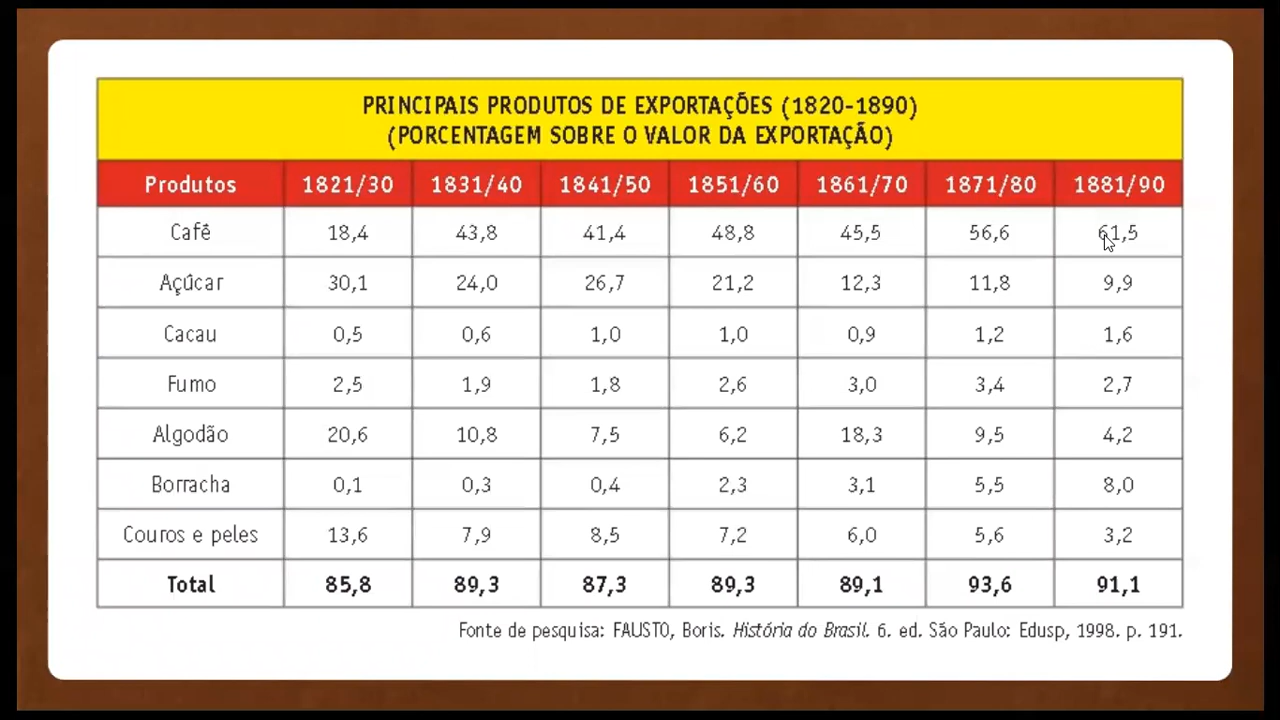 PRINCIPAIS PRODUTOS DE EXPORTAÇÕES (1820-1890)
(PORCENTAGEM SOBRE O VALOR DA EXPORTAÇÃO)
Produtos 1821/30 1831/40 1841/50 1851/60 1861/70 1871/80 1881/90
Café 18,4 43,8 41,4 48,8 45,5 56,6 61,5
Açúcar 30,1 24,0 26,7 21,2 12,3 11,8 9,9
Cacau 0,5 0,6 1,0 1,0 0,9 1,2 1,6
Fumo 2,5 1,9 1,8 2,6 3,0 3,4 2,7
Algodão 20,6 10,8 7,5 6,2 18,3 9,5 4,2
Borracha 0,1 0,3 0,4 2,3 3,1 5,5 8,0
Couros e peles 13,6 7,9 8,5 7,2 6,0 5,6 3,2
Total 85,8 89,3 87,3 89,3 89,1 93,6 91,1
Fonte de pesquisa: FAUSTO, Boris. História do Brasil. 6. ed. São Paulo: Edusp, 1998. p. 191.